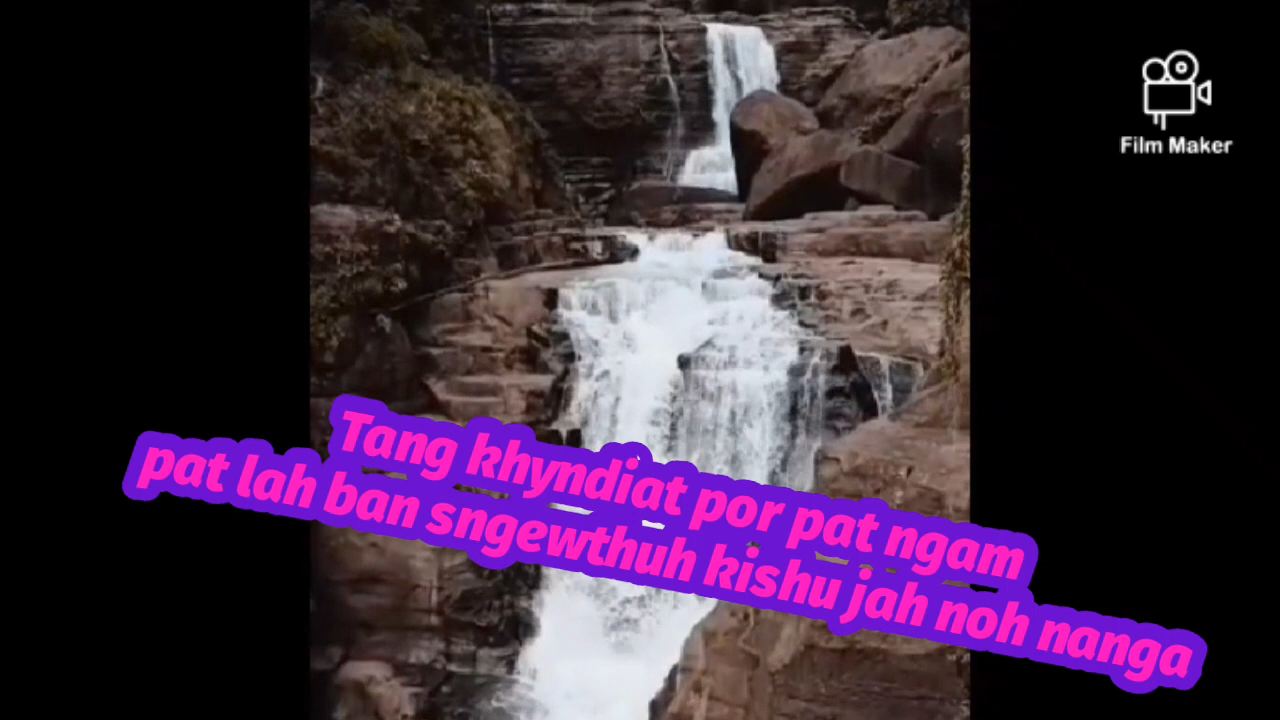 Film Maker
Tang khyndiat por pat ngam
pat lah ban sngewthuh kishu jah noh nanga